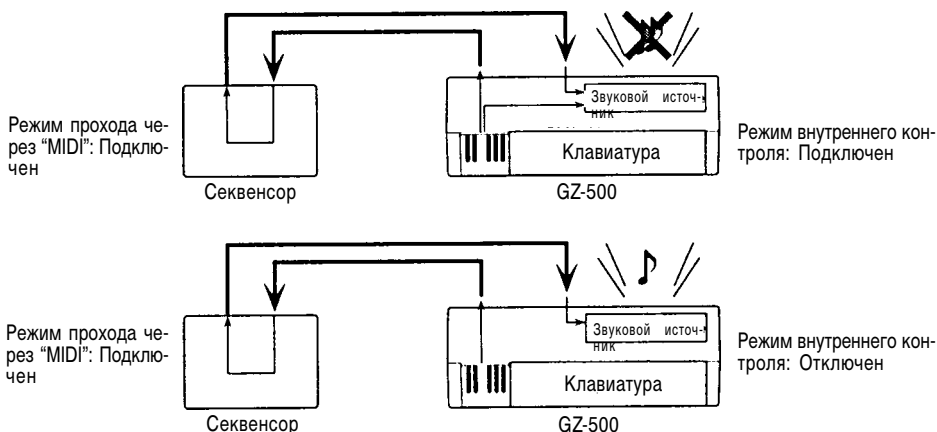 Режим прохода че-
рез “MIDI”: Подклю-
чен
Секвенсор
Звуковой источ-
ник
Клавиатура
GZ-500
Режим внутреннего кон-
троля: Подключен
Режим прохода че-
рез “MIDI”: Подклю-
чен
Секвенсор
Звуковой источ-
ник
Клавиатура
GZ-500
Режим внутреннего кон-
троля: Отключен